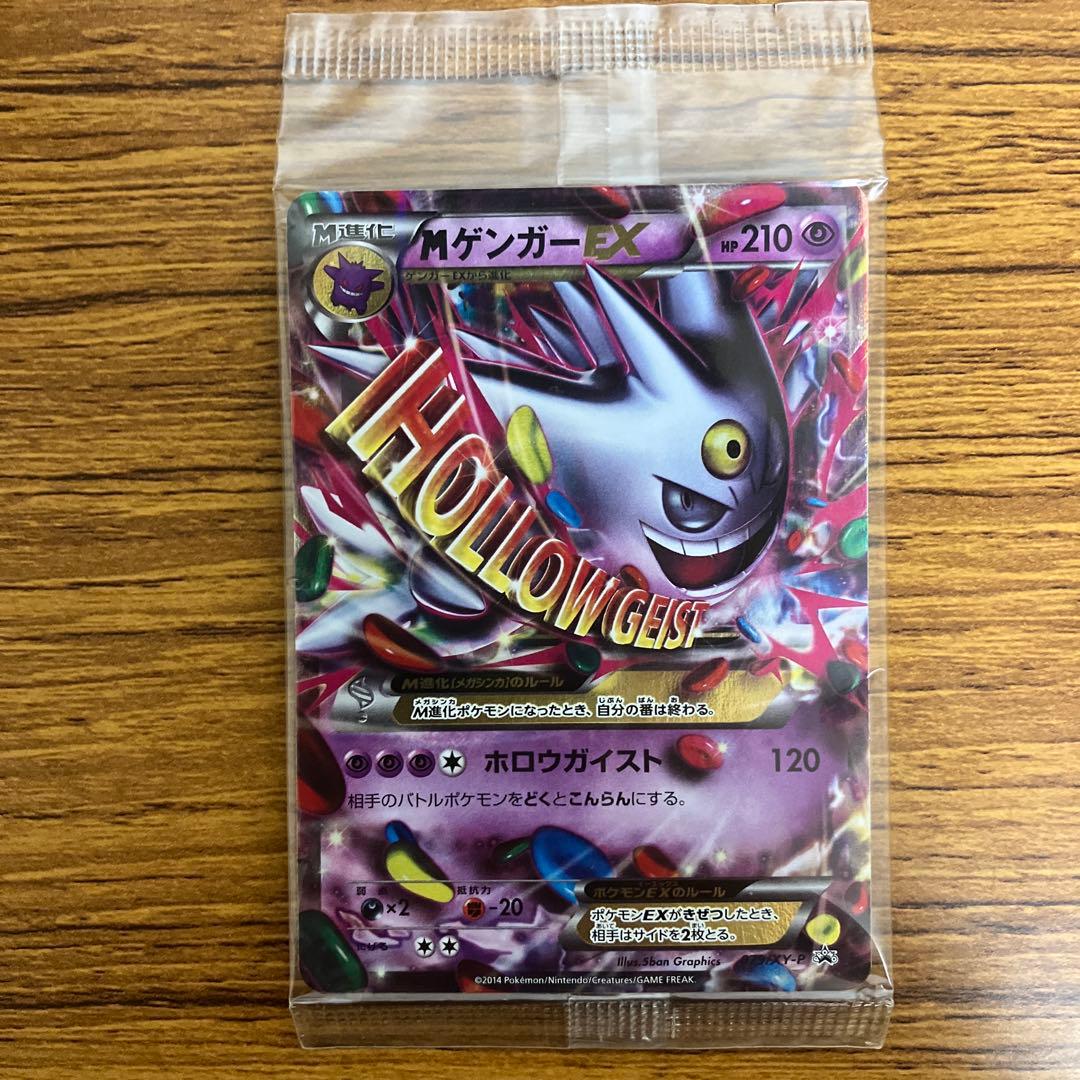 M進化
MゲンガーEX
HP210
ゲンガーEXから進化
HOLLOW GEIST
M進化[メガシンカ]のルール
M進化ポケモンになったとき、自分の番は終わる。
ホロウガイスト 120
相手のバトルポケモンをどくとこんらんにする。
弱点 抵抗力
×2 -20
にげる
ポケモンEXのルール
ポケモンEXがきぜつしたとき、
相手はサイドを2枚とる。
Illus. 5ban Graphics
XY-P
©2014 Pokémon/Nintendo/Creatures/GAME FREAK.